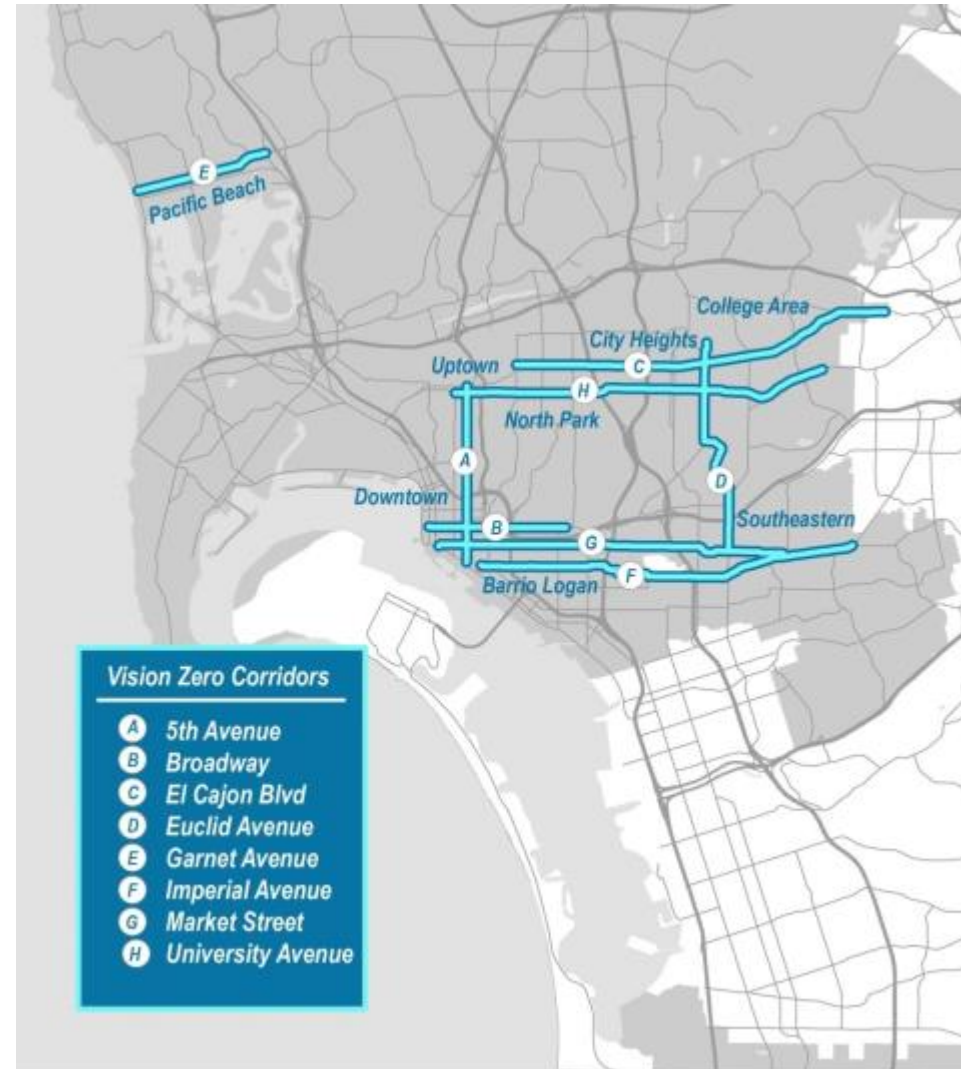 E
Pacific Beach
College Area
City Heights
Uptown
C
H
North Park
A
D
Downtown
Southeastern
B
G
F
Barrio Logan
Vision Zero Corridors
A 5th Avenue
B Broadway
C El Cajon Blvd
D Euclid Avenue
E Garnet Avenue
F Imperial Avenue
G Market Street
H University Avenue